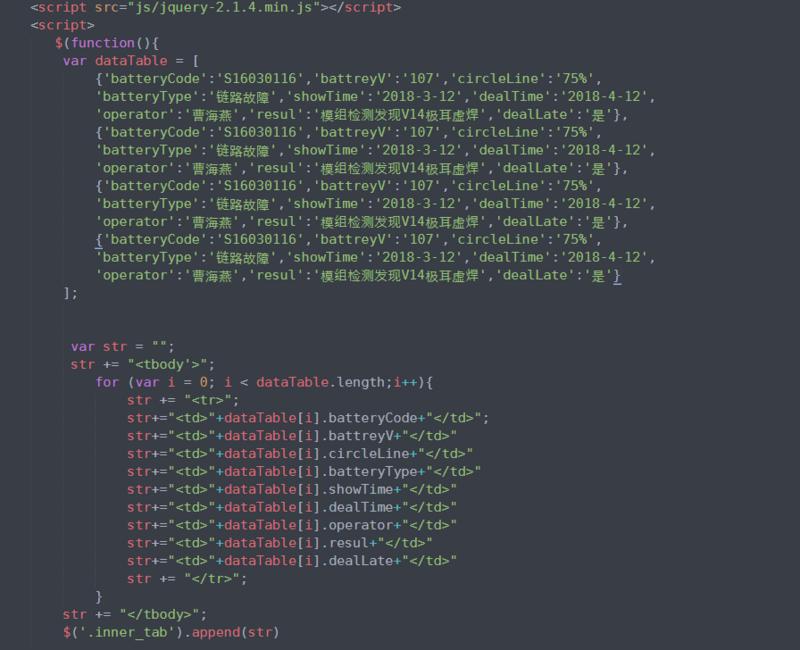 <script src="js/jquery-2.1.4.min.js"></script>
<script>
$(function(){
var dataTable = [
{'batteryCode':'S16030116','battreyV':'107','circleLine':'75%',
'batteryType':'链路故障','showTime':'2018-3-12','dealTime':'2018-4-12',
'operator':'曹海燕','resul':'模组检测发现V14极耳虚焊','dealLate':'是'},
{'batteryCode':'S16030116','battreyV':'107','circleLine':'75%',
'batteryType':'链路故障','showTime':'2018-3-12','dealTime':'2018-4-12',
'operator':'曹海燕','resul':'模组检测发现V14极耳虚焊','dealLate':'是'},
{'batteryCode':'S16030116','battreyV':'107','circleLine':'75%',
'batteryType':'链路故障','showTime':'2018-3-12','dealTime':'2018-4-12',
'operator':'曹海燕','resul':'模组检测发现V14极耳虚焊','dealLate':'是'},
{'batteryCode':'S16030116','battreyV':'107','circleLine':'75%',
'batteryType':'链路故障','showTime':'2018-3-12','dealTime':'2018-4-12',
'operator':'曹海燕','resul':'模组检测发现V14极耳虚焊','dealLate':'是'}
];
var str = "";
str += "<tbody'>";
for (var i = 0; i < dataTable.length;i++){
str += "<tr>";
str+="<td>"+dataTable[i].batteryCode+"</td>";
str+="<td>"+dataTable[i].battreyV+"</td>"
str+="<td>"+dataTable[i].circleLine+"</td>"
str+="<td>"+dataTable[i].batteryType+"</td>"
str+="<td>"+dataTable[i].showTime+"</td>"
str+="<td>"+dataTable[i].dealTime+"</td>"
str+="<td>"+dataTable[i].operator+"</td>"
str+="<td>"+dataTable[i].resul+"</td>"
str+="<td>"+dataTable[i].dealLate+"</td>"
str += "</tr>";
}
str += "</tbody>";
$('.inner_tab').append(str)